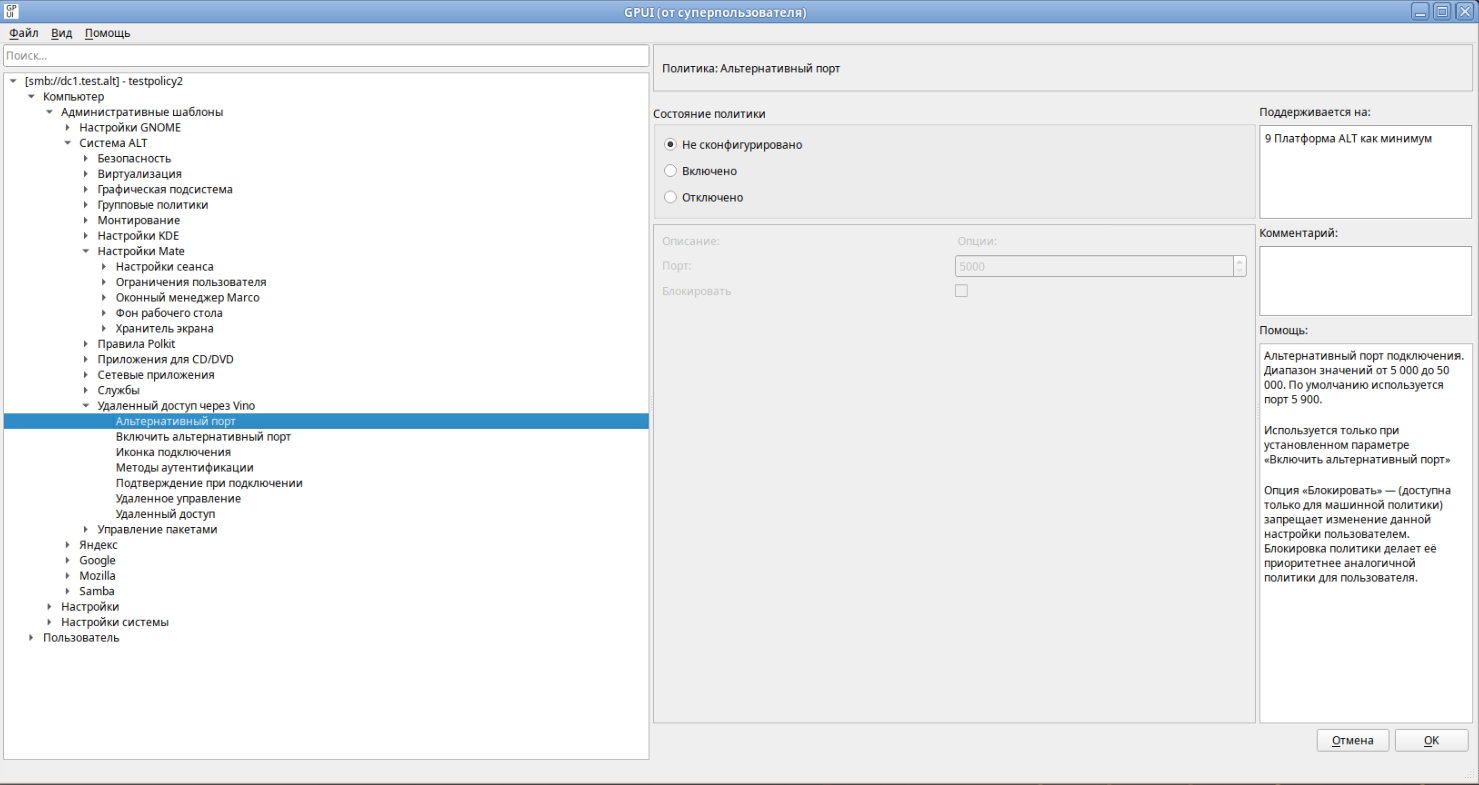 GP UI
GPUI (от суперпользователя)
Файл Вид Помощь
Поиск...
[smb://dc1.test.alt] - testpolicy2
Компьютер
Административные шаблоны
Настройки GNOME
Система ALT
Безопасность
Виртуализация
Графическая подсистема
Групповые политики
Монтирование
Настройки KDE
Настройки Mate
Настройки сеанса
Ограничения пользователя
Оконный менеджер Marco
Фон рабочего стола
Хранитель экрана
Правила Polkit
Приложения для CD/DVD
Сетевые приложения
Службы
Удаленный доступ через Vino
Альтернативный порт
Включить альтернативный порт
Иконка подключения
Методы аутентификации
Подтверждение при подключении
Удаленное управление
Удаленный доступ
Управление пакетами
Яндекс
Google
Mozilla
Samba
Настройки
Настройки системы
Пользователь
Политика: Альтернативный порт
Состояние политики
Не сконфигурировано
Включено
Отключено
Описание: Опции:
Порт: 5000
Блокировать
Поддерживается на:
9 Платформа ALT как минимум
Комментарий:
Помощь:
Альтернативный порт подключения.
Диапазон значений от 5 000 до 50
000. По умолчанию используется
порт 5 900.
Используется только при
установленном параметре
«Включить альтернативный порт»
Опция «Блокировать» — (доступна
только для машинной политики)
запрещает изменение данной
настройки пользователем.
Блокировка политики делает её
приоритетнее аналогичной
политики для пользователя.
Отмена OK